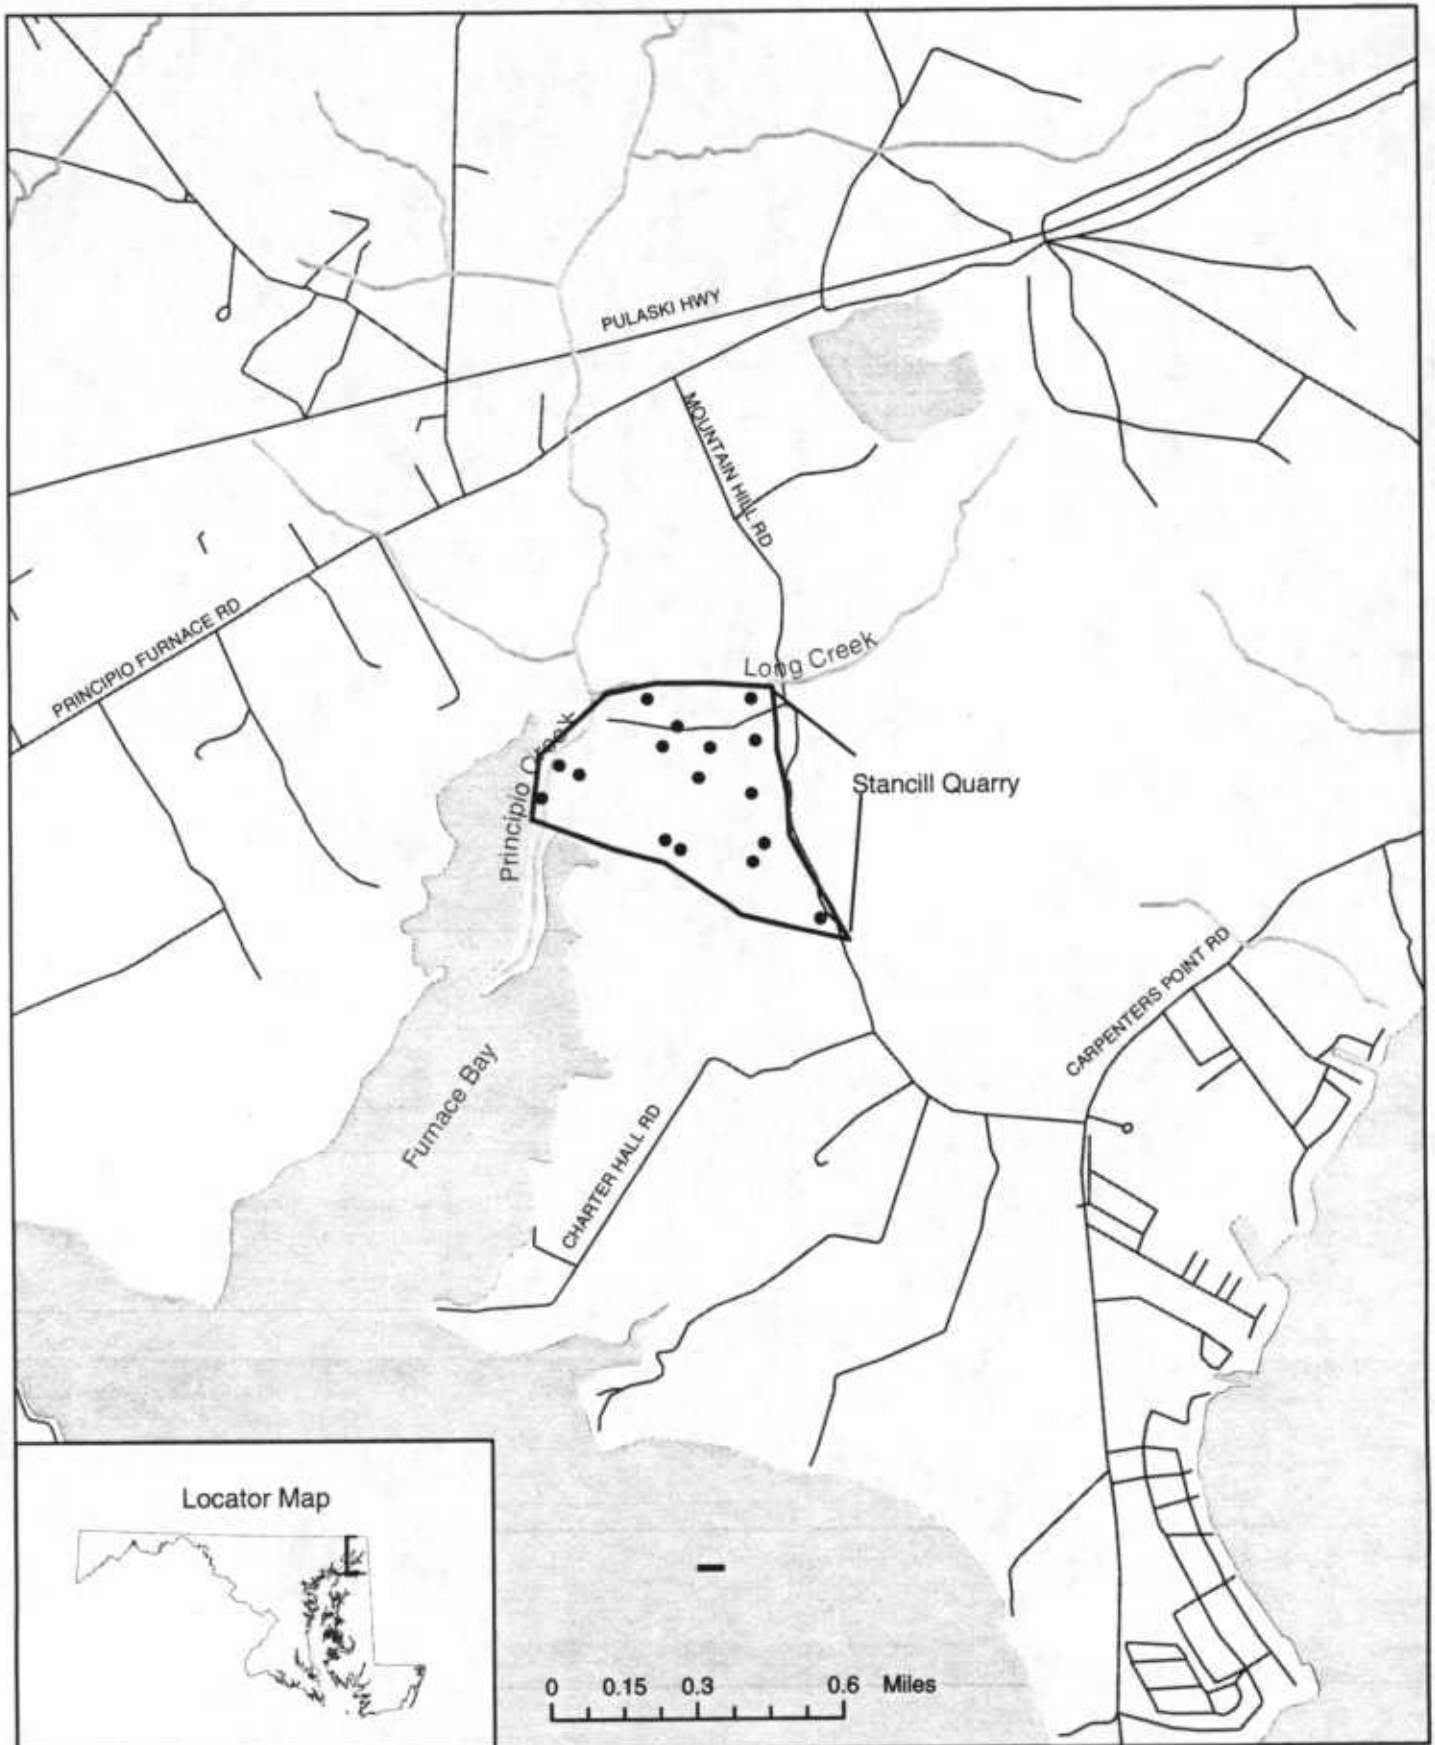 PULASKI HWY
MOUNTAIN HILL RD
PRINCIPIO FURNACE RD
Long Creek
Principio Creek
Stancill Quarry
CARPENTERS POINT RD
Furnace Bay
CHARTER HALL RD
Locator Map
0 0.15 0.3 0.6 Miles